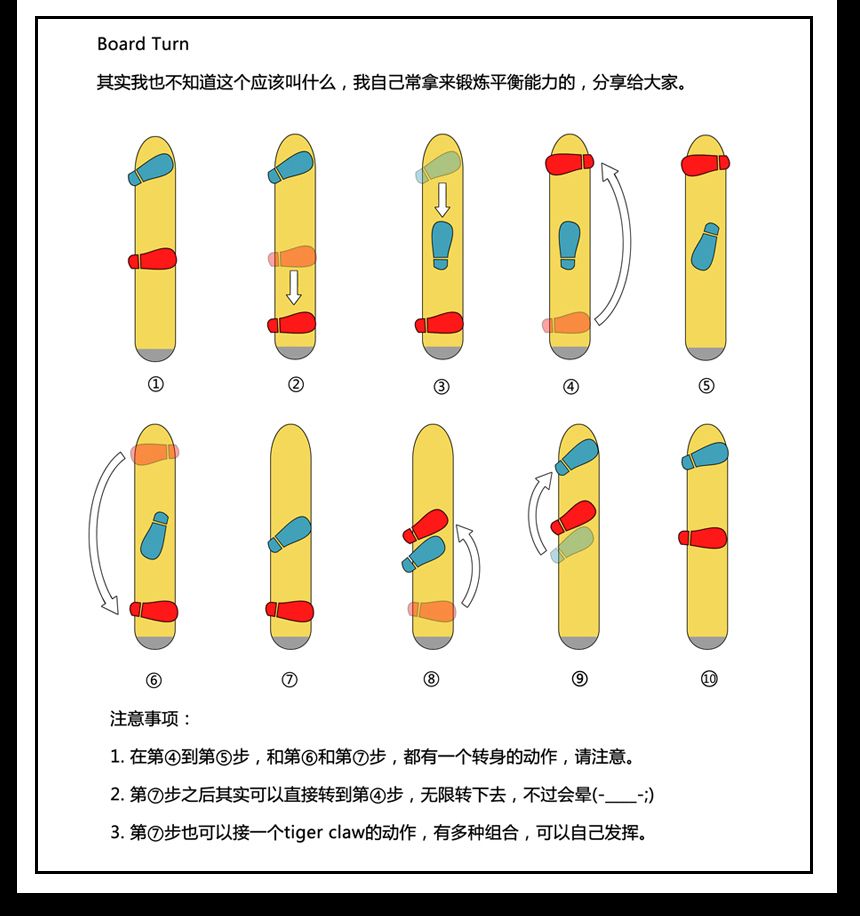 Board Turn
其实我也不知道这个应该叫什么，我自己常拿来锻炼平衡能力的，分享给大家。
① ② ③ ④ ⑤
⑥ ⑦ ⑧ ⑨ ⑩
注意事项：
1. 在第④到第⑤步，和第⑥和第⑦步，都有一个转身的动作，请注意。
2. 第⑦步之后其实可以直接转到第④步，无限转下去，不过会晕(-____-;)
3. 第⑦步也可以接一个tiger claw的动作，有多种组合，可以自己发挥。